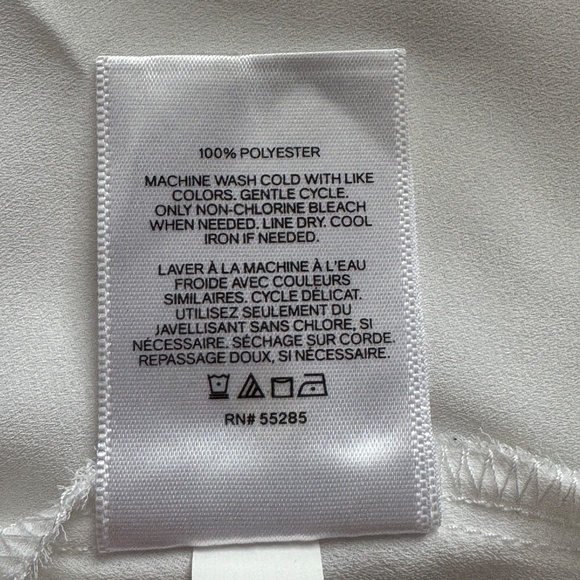 100% POLYESTER
MACHINE WASH COLD WITH LIKE
COLORS. GENTLE CYCLE.
ONLY NON-CHLORINE BLEACH
WHEN NEEDED. LINE DRY. COOL
IRON IF NEEDED.
LAVER À LA MACHINE À L'EAU
FROIDE AVEC COULEURS
SIMILAIRES. CYCLE DÉLICAT.
UTILISEZ SEULEMENT DU
JAVELLISANT SANS CHLORE, SI
NÉCESSAIRE. SÉCHAGE SUR CORDE.
REPASSAGE DOUX, SI NÉCESSAIRE.
RN# 55285